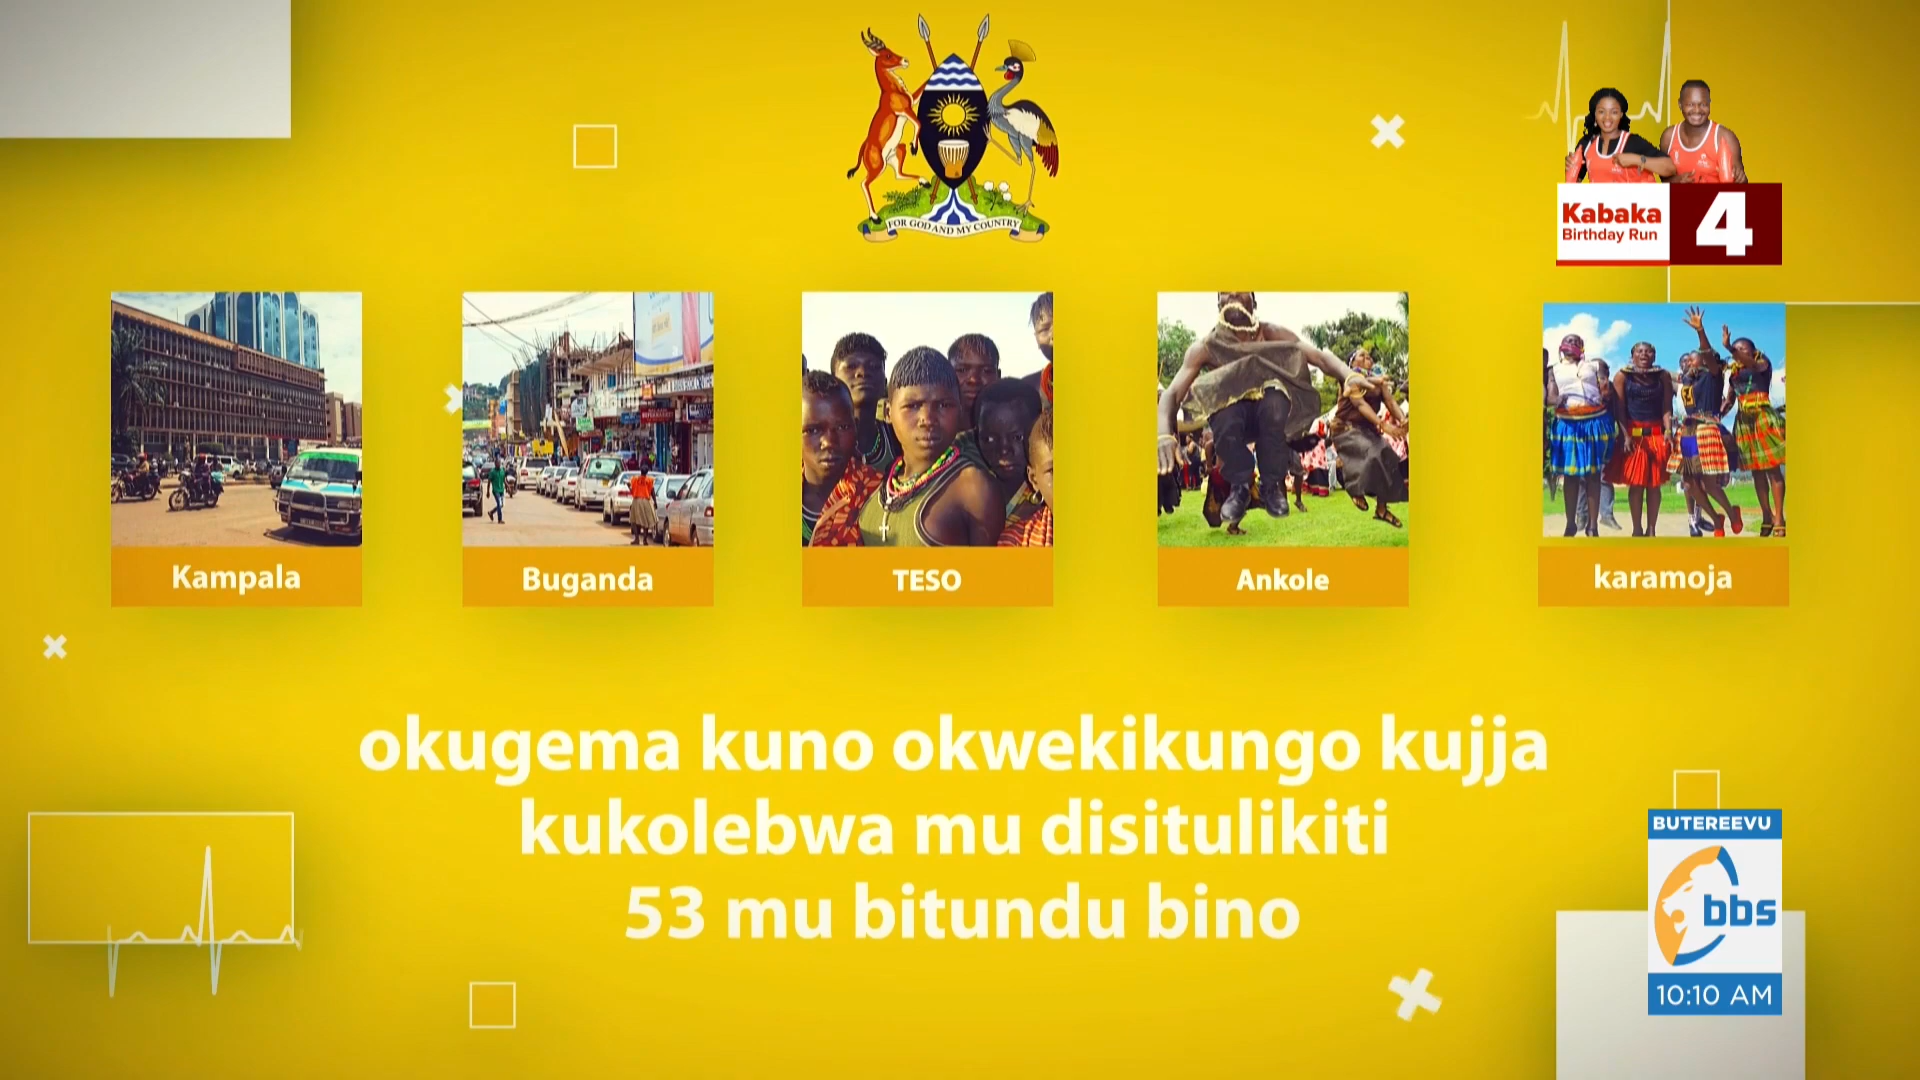 FOR GOD AND MY COUNTRY
Kabaka
Birthday Run
4
Kampala
Buganda
TESO
Ankole
karamoja
okugema kuno okwekikungo kujja
kukolebwa mu disitulikiti
53 mu bitundu bino
BUTEREEVU
bbs
10:10 AM